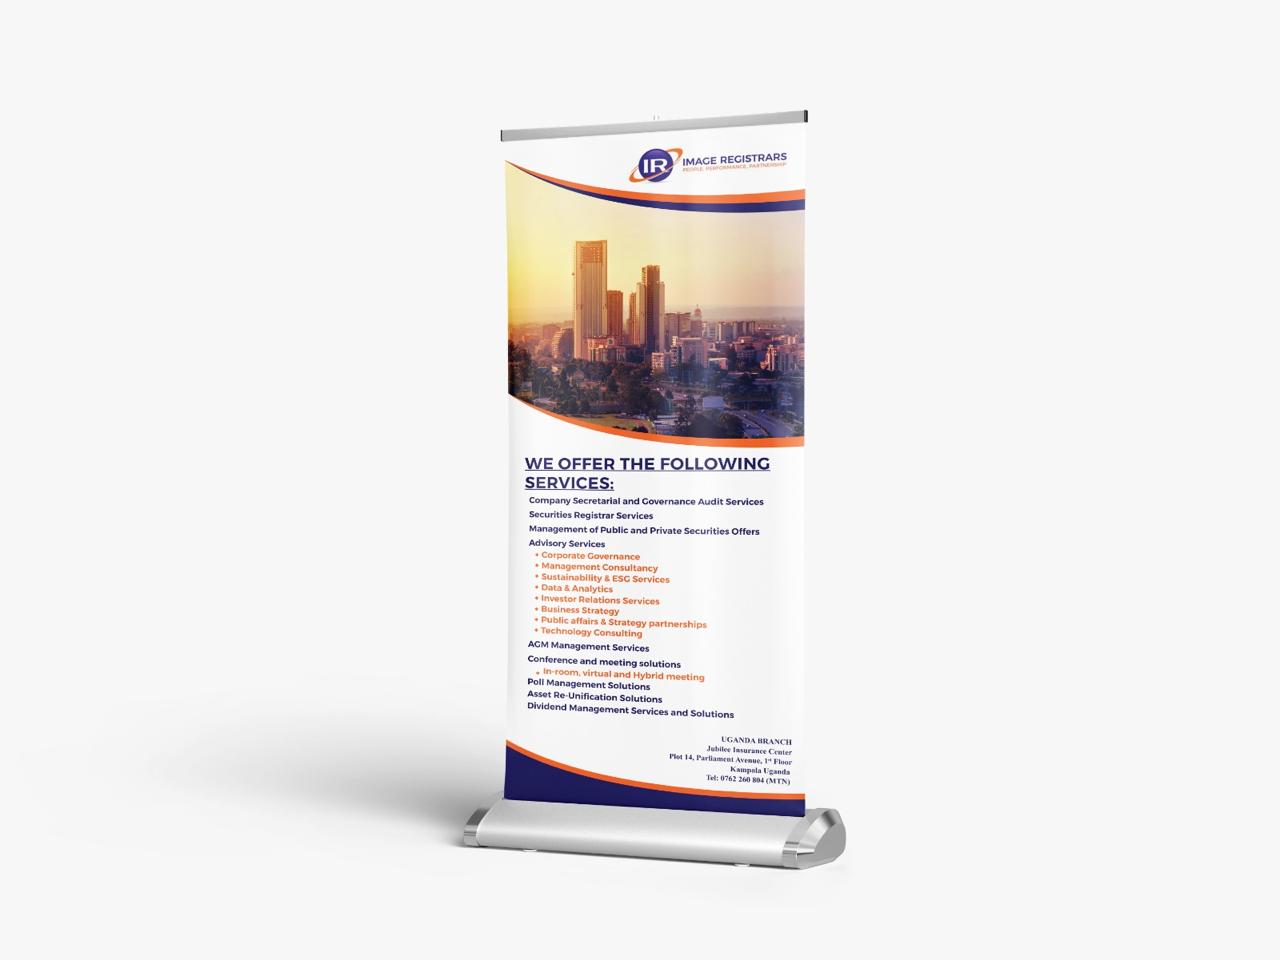 IR IMAGE REGISTRARS
PEOPLE, PERFORMANCE, PARTNERSHIP
WE OFFER THE FOLLOWING
SERVICES:
Company Secretarial and Governance Audit Services
Securities Registrar Services
Management of Public and Private Securities Offers
Advisory Services
• Corporate Governance
• Management Consultancy
• Sustainability & ESG Services
• Data & Analytics
• Investor Relations Services
• Business Strategy
• Public affairs & Strategy partnerships
• Technology Consulting
AGM Management Services
Conference and meeting solutions
• In-room, virtual and Hybrid meeting
Poll Management Solutions
Asset Re-Unification Solutions
Dividend Management Services and Solutions
UGANDA BRANCH
Jubilee Insurance Center
Plot 14, Parliament Avenue, 1st Floor
Kampala Uganda
Tel: 0762 260 804 (MTN)